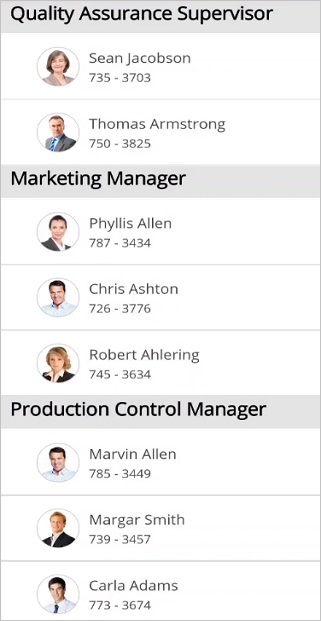 Quality Assurance Supervisor
Sean Jacobson
735 - 3703
Thomas Armstrong
750 - 3825
Marketing Manager
Phyllis Allen
787 - 3434
Chris Ashton
726 - 3776
Robert Ahlering
745 - 3634
Production Control Manager
Marvin Allen
785 - 3449
Margar Smith
739 - 3457
Carla Adams
773 - 3674